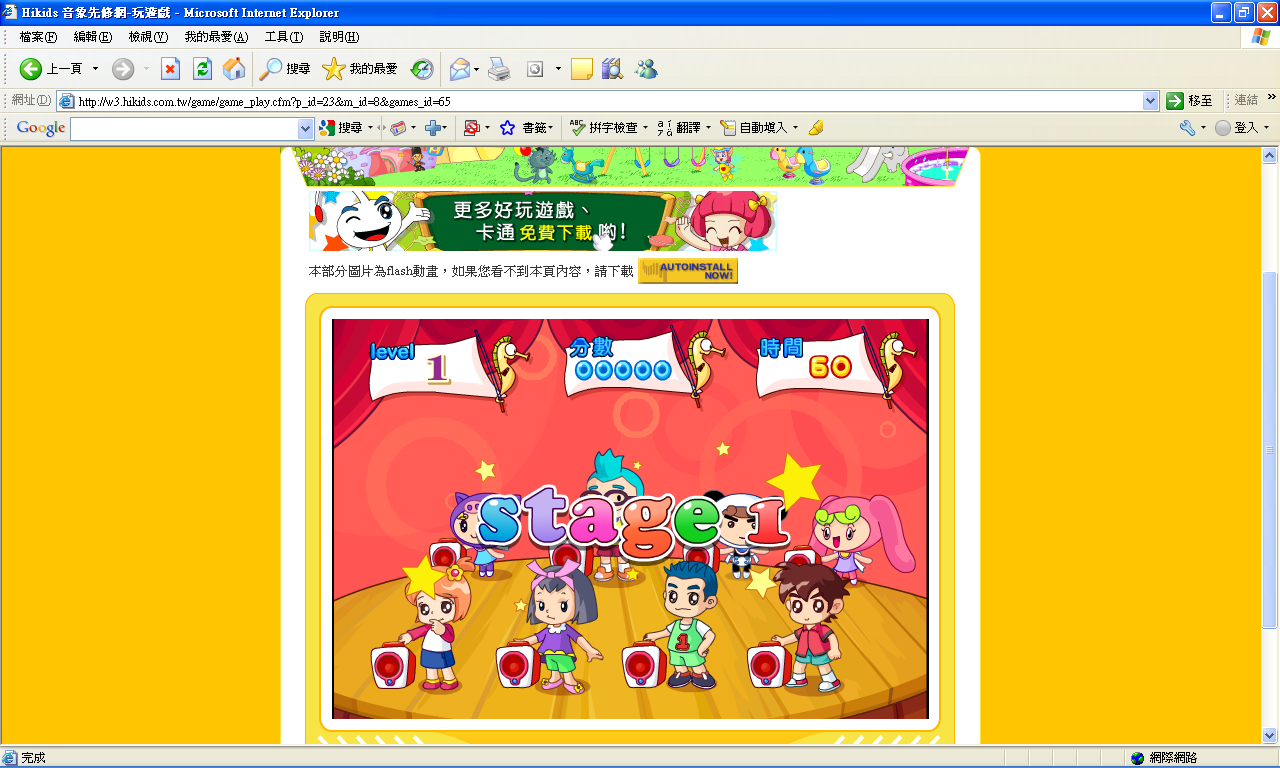 Hikids 音象先修網-玩遊戲 - Microsoft Internet Explorer
檔案(F) 編輯(E) 檢視(V) 我的最愛(A) 工具(T) 說明(H)
上一頁 搜尋 我的最愛
網址(D) http://w3.hikids.com.tw/game/game_play.cfm?p_id=23&m_id=8&games_id=65 移至 連結 »
Google 搜尋 書籤 ABC 拼字檢查 翻譯 自動填入 登入
更多好玩遊戲、
卡通免費下載喲!
本部分圖片為flash動畫，如果您看不到本頁內容，請下載 AUTOINSTALL NOW!
level 1 分數 00000 時間 60
stage 1
1
完成 網際網路